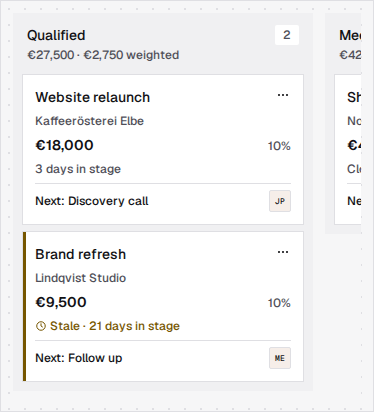 Qualified 2
€27,500 · €2,750 weighted
Website relaunch
Kaffeerösterei Elbe
€18,000 10%
3 days in stage
Next: Discovery call JP
Brand refresh
Lindqvist Studio
€9,500 10%
Stale · 21 days in stage
Next: Follow up ME